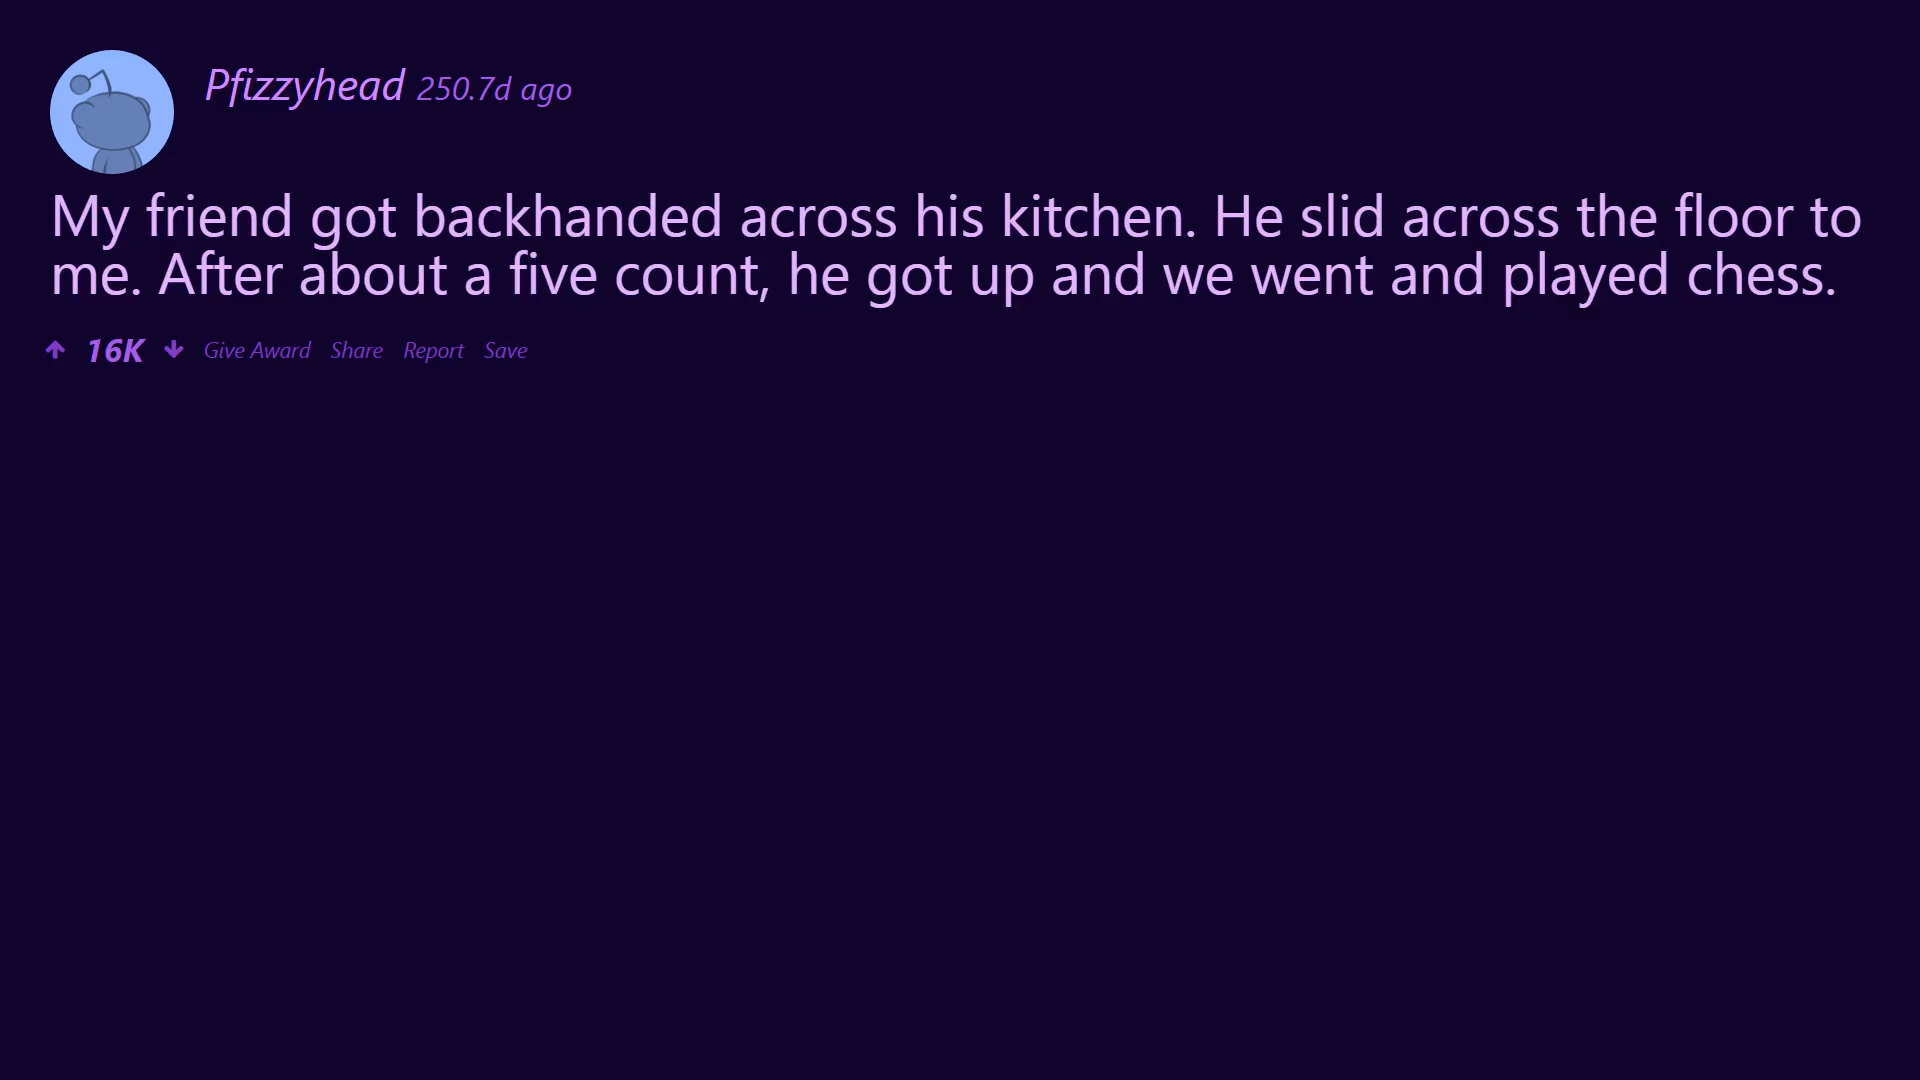 Pfizzyhead 250.7d ago
My friend got backhanded across his kitchen. He slid across the floor to
me. After about a five count, he got up and we went and played chess.
16K Give Award Share Report Save